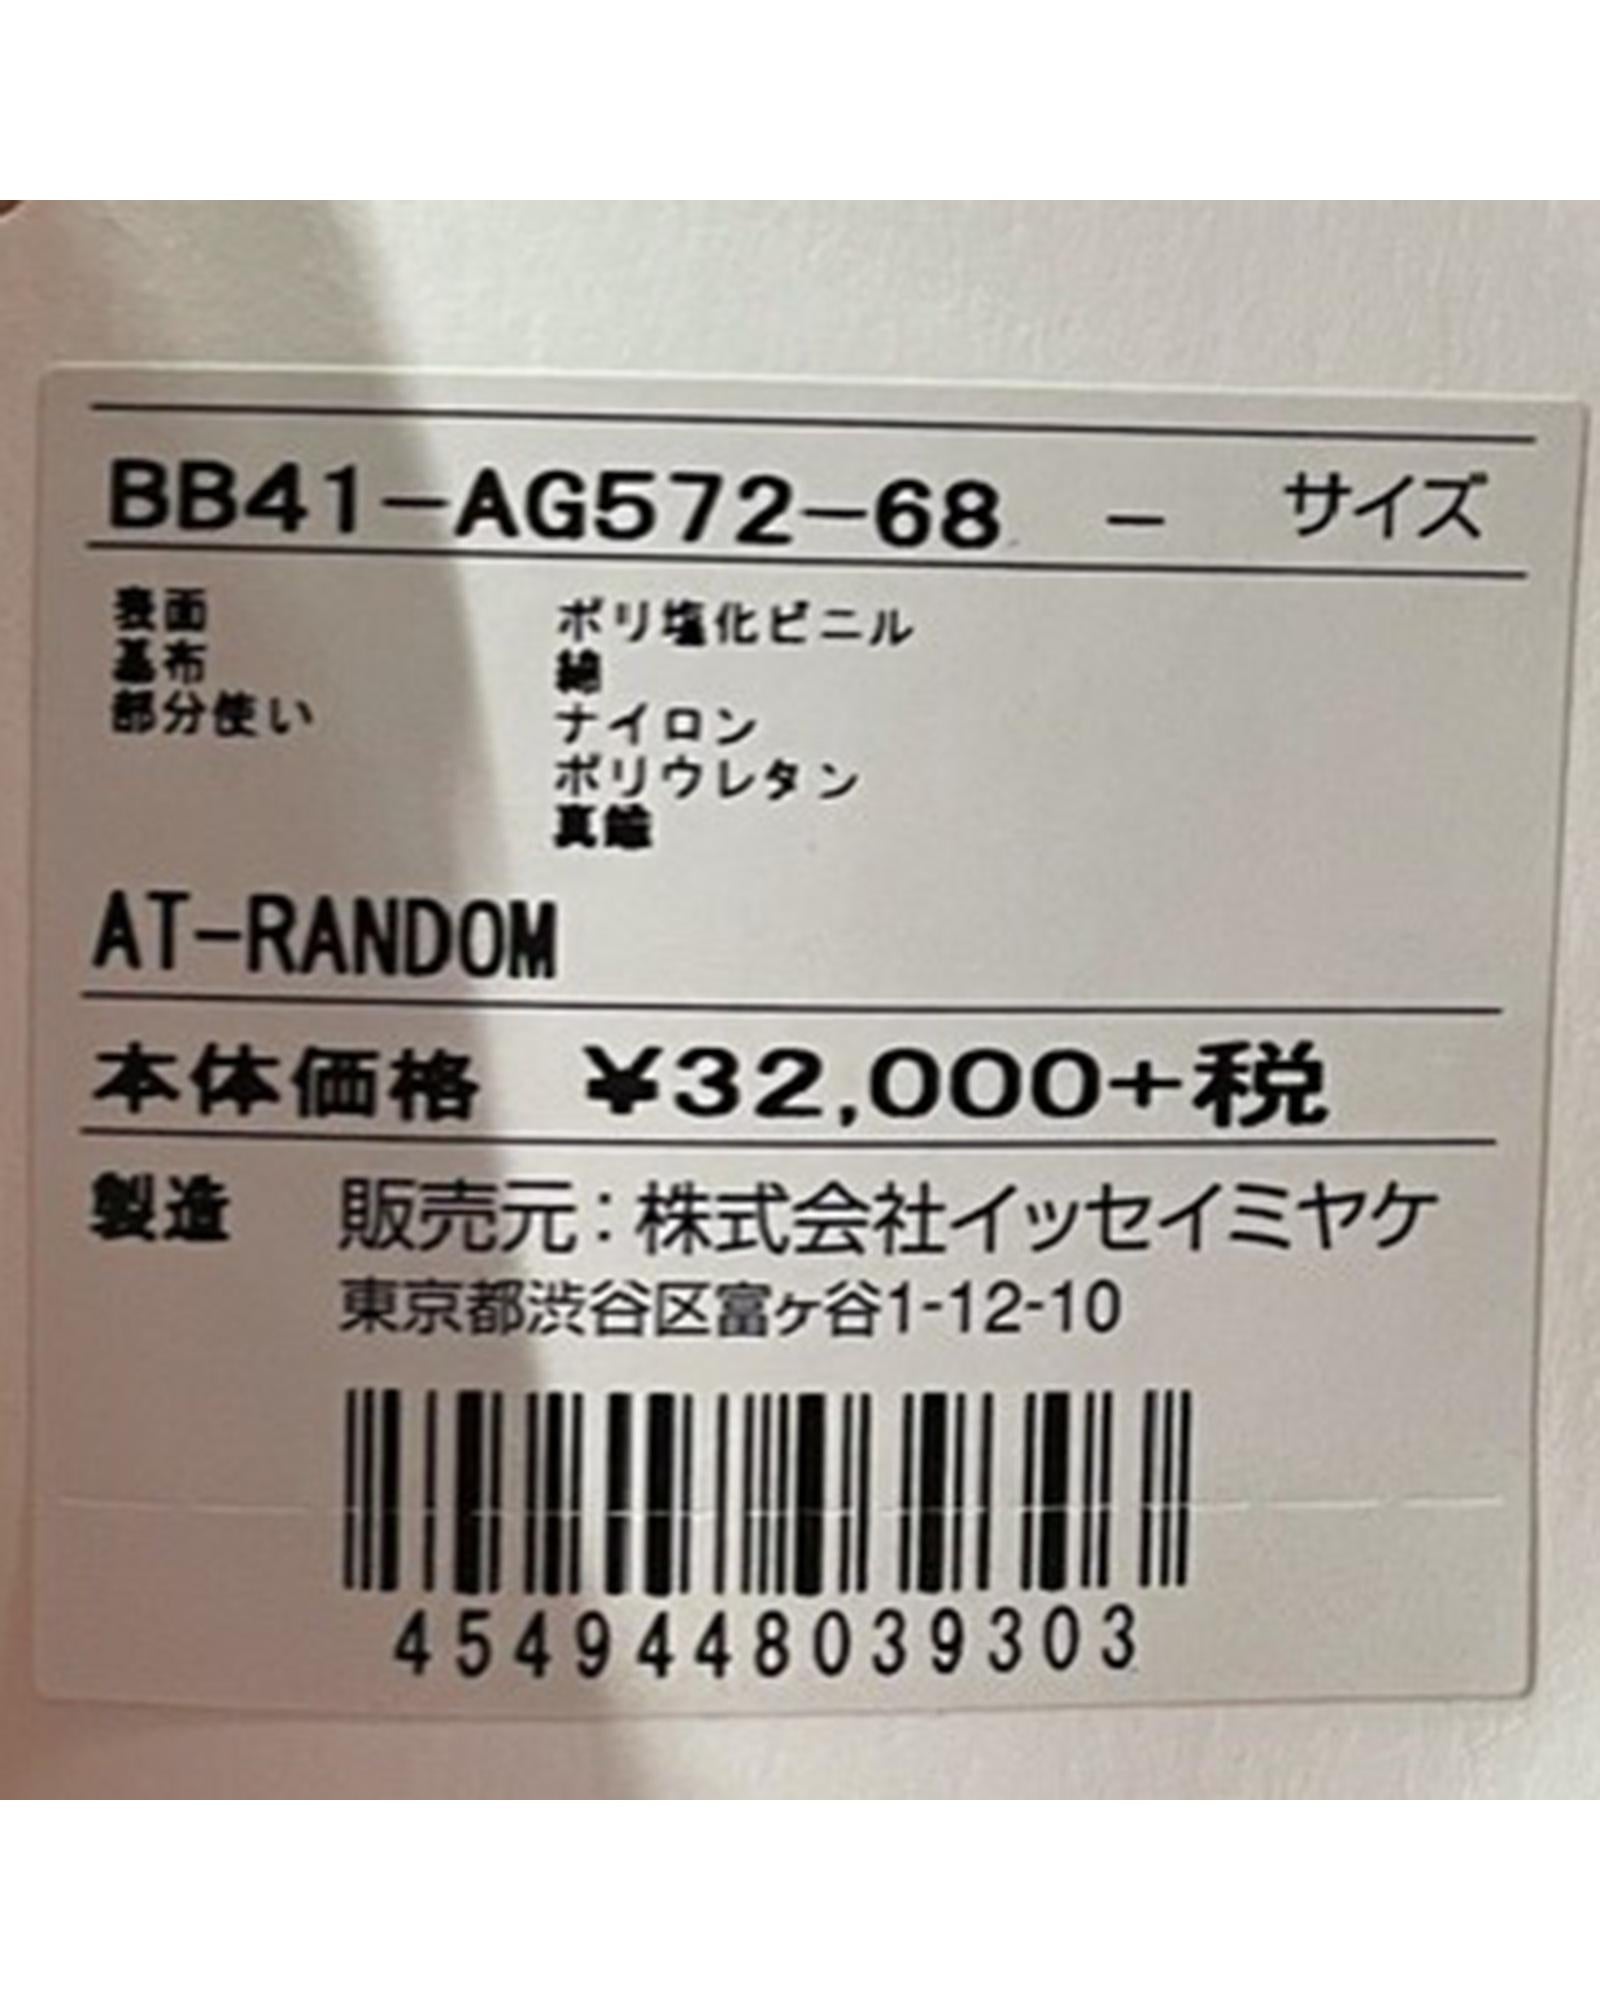 BB41-AG572-68 - サイズ
表面 ポリ塩化ビニル
基布 綿
部分使い ナイロン
ポリウレタン
真鍮
AT-RANDOM
本体価格 ¥32,000+税
製造 販売元:株式会社イッセイミヤケ
東京都渋谷区富ヶ谷1-12-10
4549448039303